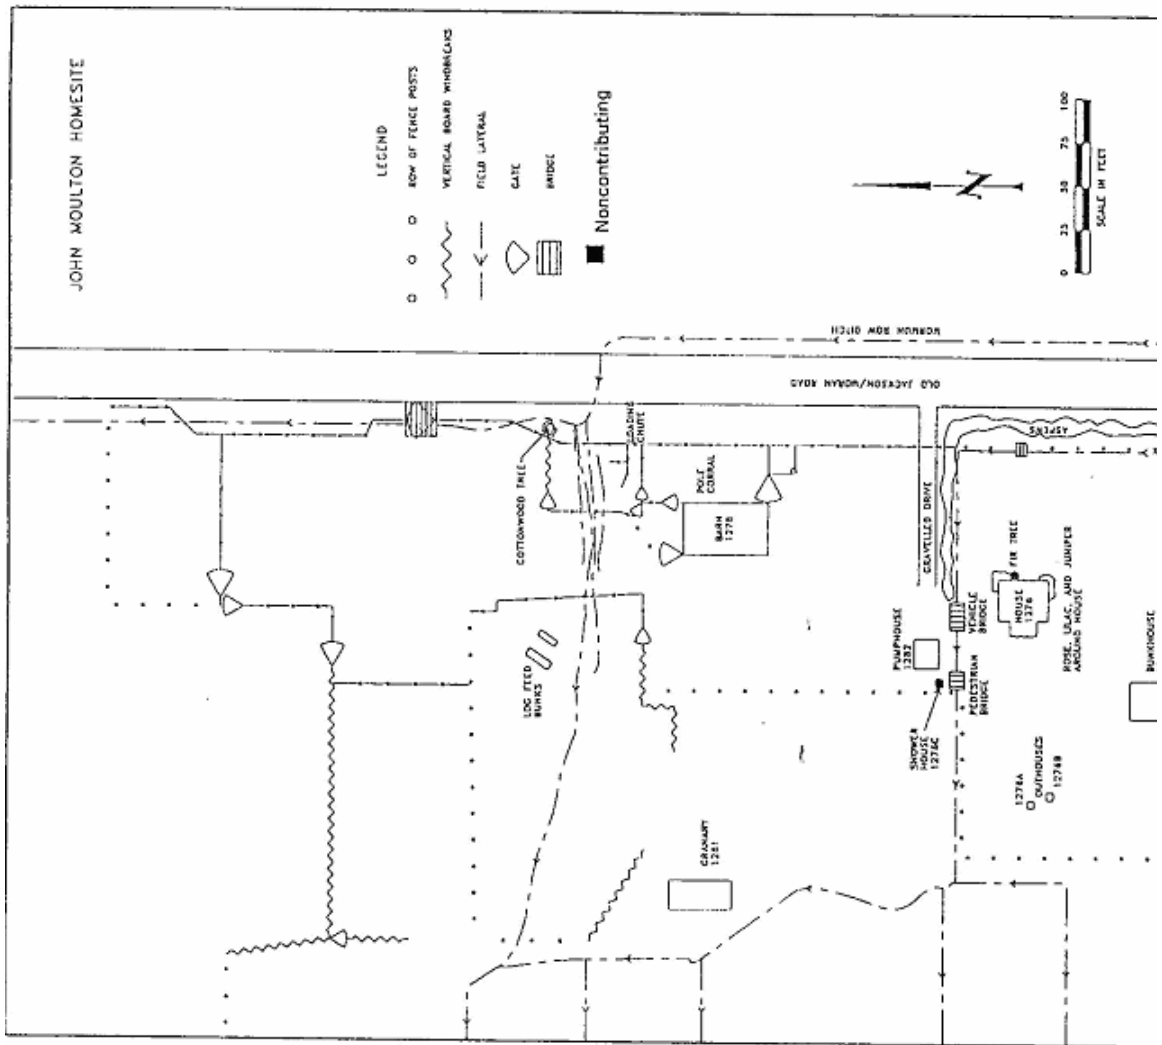 JOHN MOULTON HOMESITE
LEGEND
ROW OF FENCE POSTS
VERTICAL BOARD WINDBREAKS
FIELD LATERAL
GATE
BRIDGE
Noncontributing
N
0 25 50 75 100
SCALE IN FEET
MORMON ROW DITCH
OLD JACKSON/MORAN ROAD
COTTONWOOD TREE
LOADING
CHUTE
POLE
CORRAL
BARN
1278
GRAVELLED DRIVE
ASPENS
FIR TREE
HOUSE
1276
ROSE, LILAC, AND JUNIPER
AROUND HOUSE
VEHICLE
BRIDGE
PEDESTRIAN
BRIDGE
PUMPHOUSE
1282
SHOWER
HOUSE
1276C
LOG FEED
BUNKS
GRANARY
1281
1276A
OUTHOUSES
1276B
BUNKHOUSE